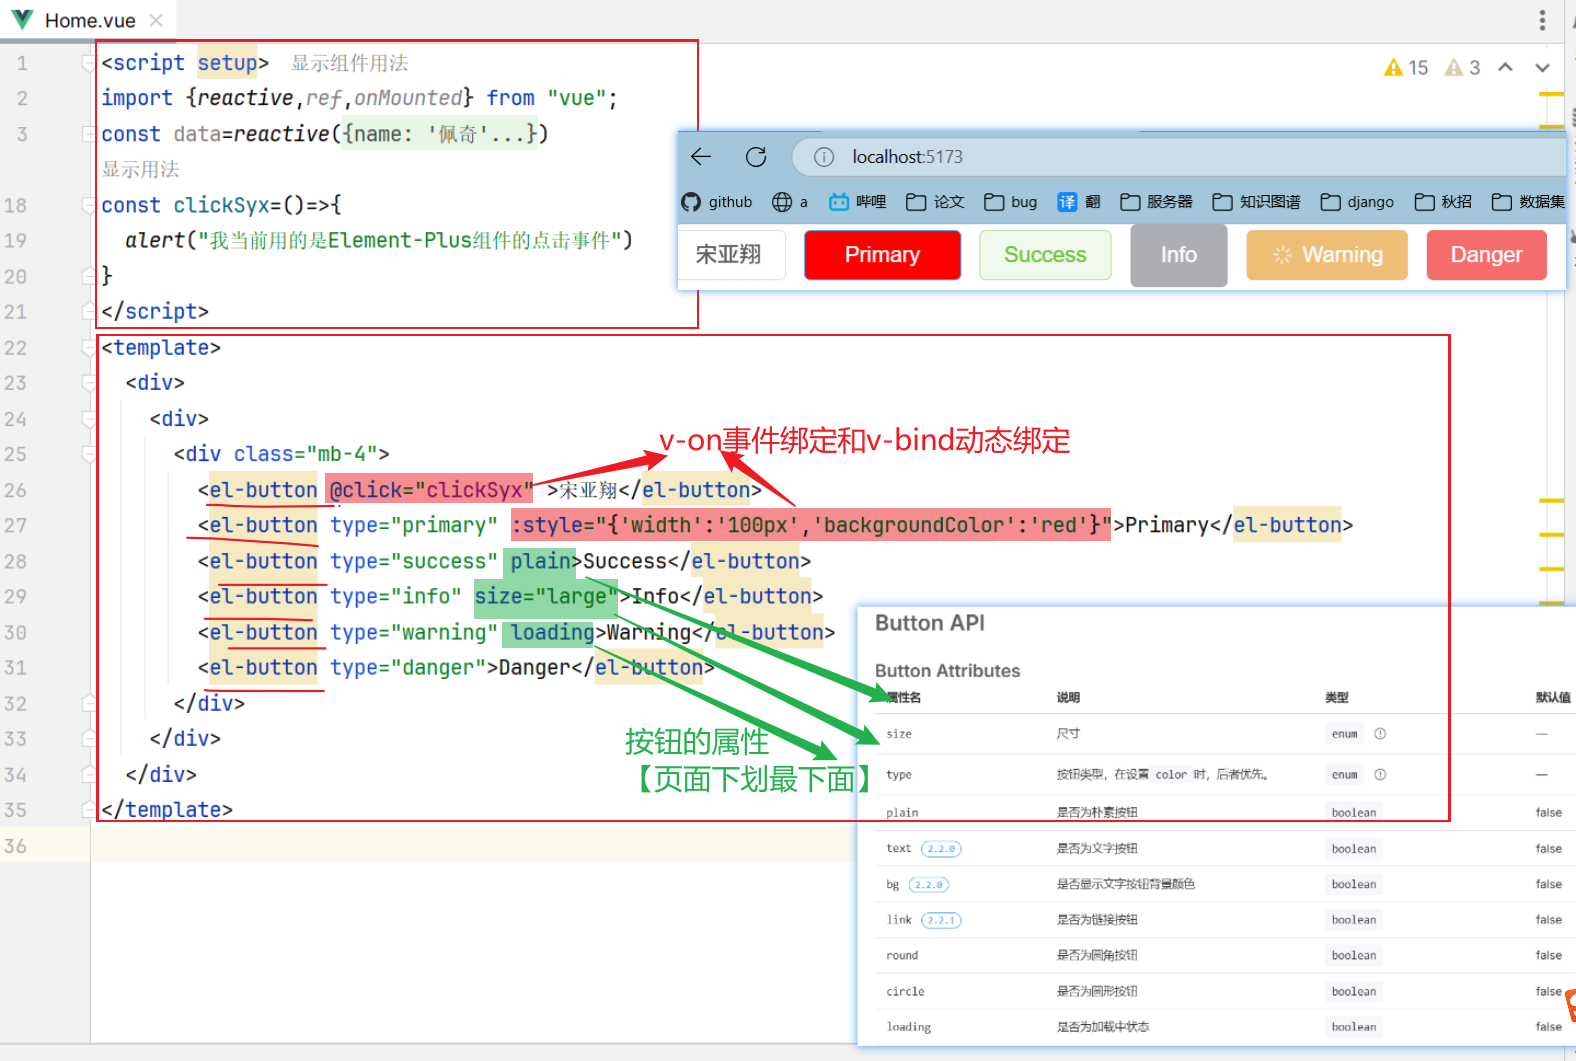 Home.vue
1 <script setup> 显示组件用法
2 import {reactive,ref,onMounted} from "vue";
3 const data=reactive({name: '佩奇'...})
显示用法
18 const clickSyx=()=>{
19 alert("我当前用的是Element-Plus组件的点击事件")
20 }
21 </script>
22 <template>
23 <div>
24 <div>
25 <div class="mb-4">
26 <el-button @click="clickSyx" >宋亚翔</el-button>
27 <el-button type="primary" :style="{'width':'100px','backgroundColor':'red'}">Primary</el-button>
28 <el-button type="success" plain>Success</el-button>
29 <el-button type="info" size="large">Info</el-button>
30 <el-button type="warning" loading>Warning</el-button>
31 <el-button type="danger">Danger</el-button>
32 </div>
33 </div>
34 </div>
35 </template>
36
15 3
localhost:5173
github a 哔哩 论文 bug 译 翻 服务器 知识图谱 django 秋招 数据集
宋亚翔 Primary Success Info Warning Danger
v-on事件绑定和v-bind动态绑定
按钮的属性
【页面下划最下面】
Button API
Button Attributes
属性名 说明 类型 默认值
size 尺寸 enum —
type 按钮类型，在设置 color 时，后者优先。 enum —
plain 是否为朴素按钮 boolean false
text 2.2.0 是否为文字按钮 boolean false
bg 2.2.0 是否显示文字按钮背景颜色 boolean false
link 2.2.1 是否为链接按钮 boolean false
round 是否为圆角按钮 boolean false
circle 是否为圆形按钮 boolean false
loading 是否为加载中状态 boolean false